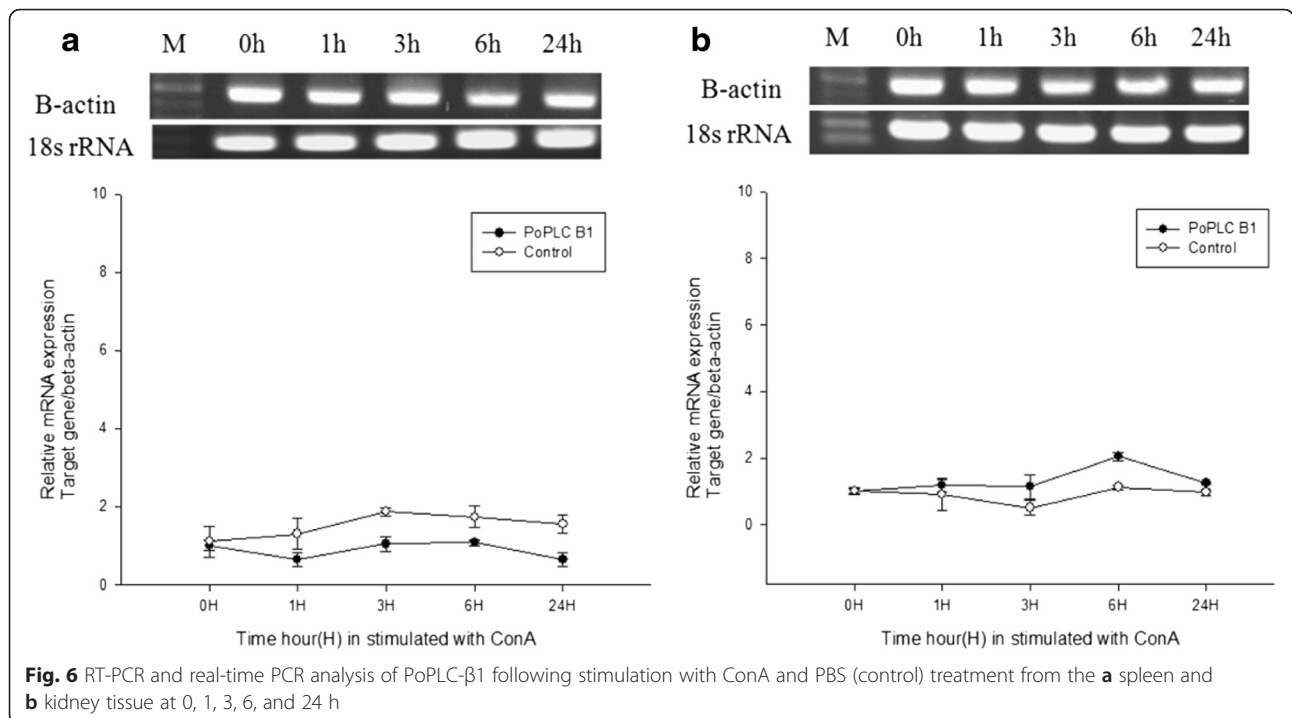 a
M 0h 1h 3h 6h 24h
B-actin
18s rRNA
10
8
6
4
2
0
Relative mRNA expression
Target gene/beta-actin
PoPLC B1
Control
0H 1H 3H 6H 24H
Time hour(H) in stimulated with ConA
b
M 0h 1h 3h 6h 24h
B-actin
18s rRNA
10
8
6
4
2
0
Relative mRNA expression
Target gene/beta-actin
PoPLC B1
Control
0H 1H 3H 6H 24H
Time hour(H) in stimulated with ConA
Fig. 6 RT-PCR and real-time PCR analysis of PoPLC-β1 following stimulation with ConA and PBS (control) treatment from the a spleen and
b kidney tissue at 0, 1, 3, 6, and 24 h